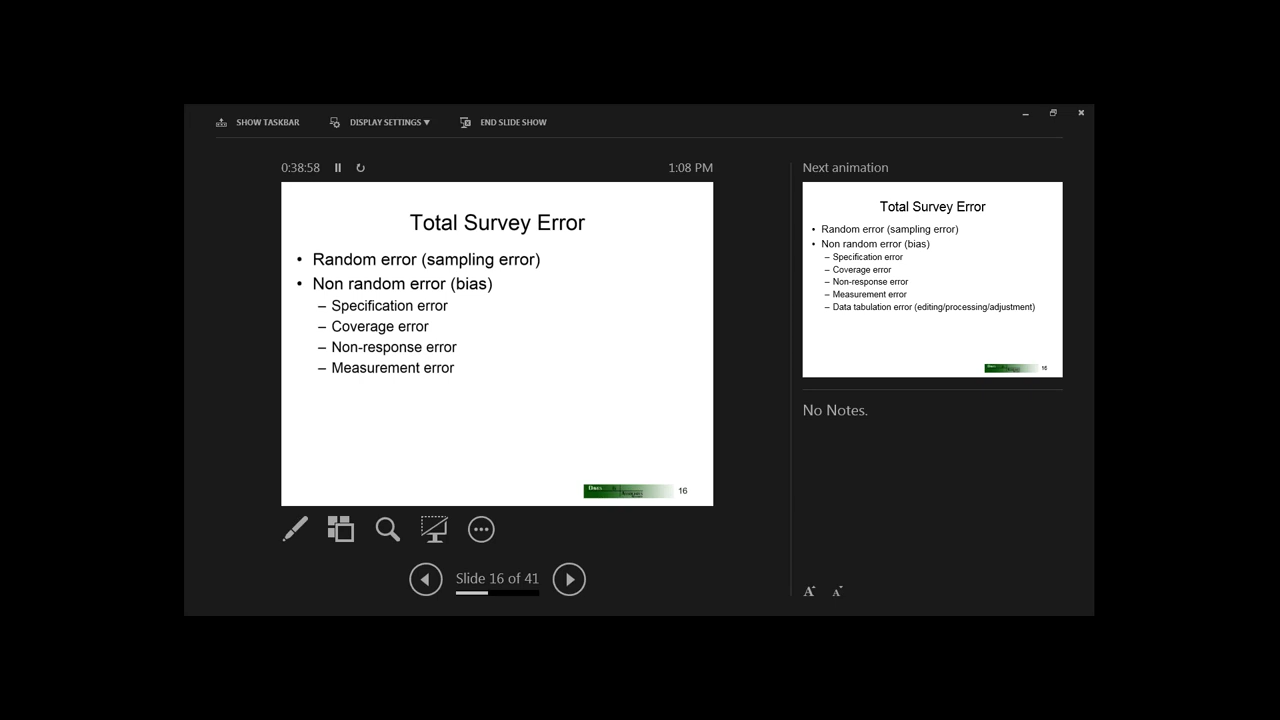 SHOW TASKBAR
DISPLAY SETTINGS ▼
END SLIDE SHOW
0:38:58
1:08 PM
Total Survey Error
• Random error (sampling error)
• Non random error (bias)
– Specification error
– Coverage error
– Non-response error
– Measurement error
16
Slide 16 of 41
Next animation
Total Survey Error
• Random error (sampling error)
• Non random error (bias)
– Specification error
– Coverage error
– Non-response error
– Measurement error
– Data tabulation error (editing/processing/adjustment)
16
No Notes.
A A